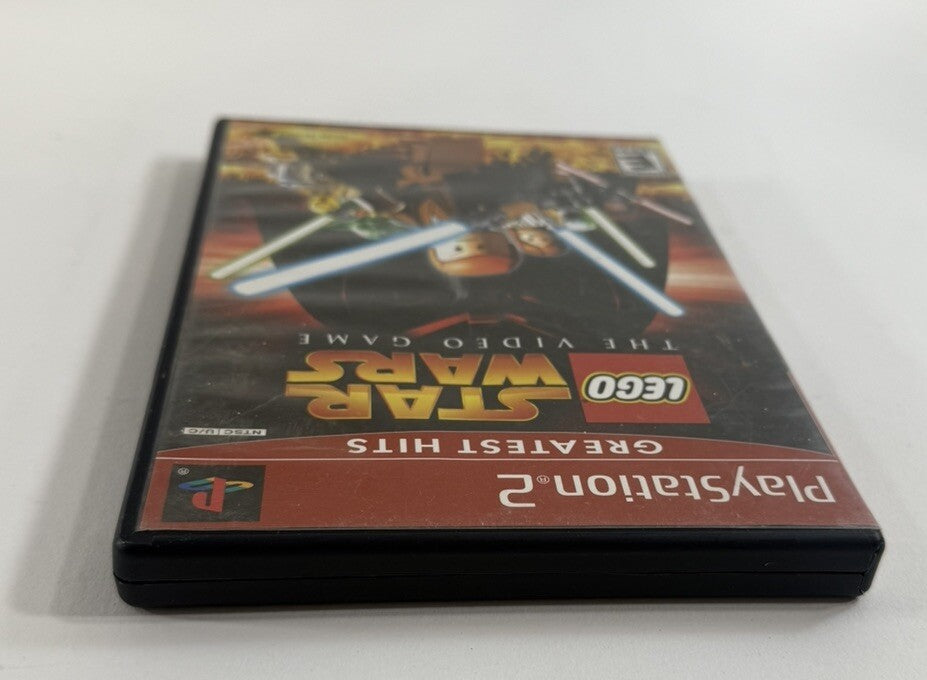 PlayStation®2
GREATEST HITS
NTSC U/C
LEGO
STAR
WARS
THE VIDEO GAME
E